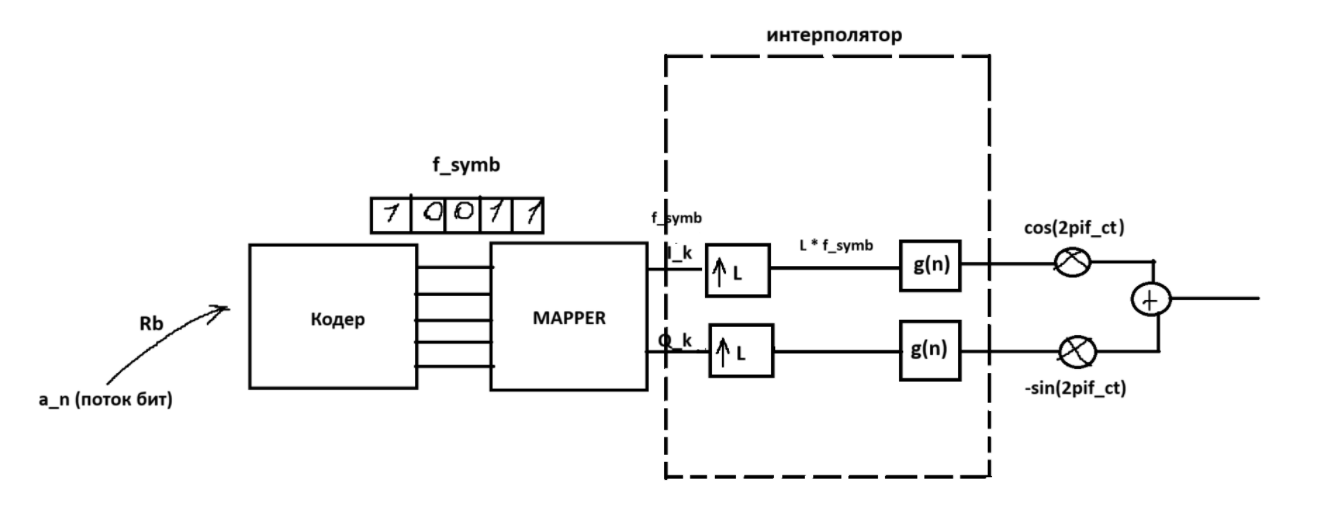 интерполятор
f_symb
1 0 0 1 1
f_symb
I_k
↑ L
L * f_symb
g(n)
cos(2pif_ct)
Rb
Кодер
MAPPER
+
Q_k
↑ L
g(n)
-sin(2pif_ct)
a_n (поток бит)